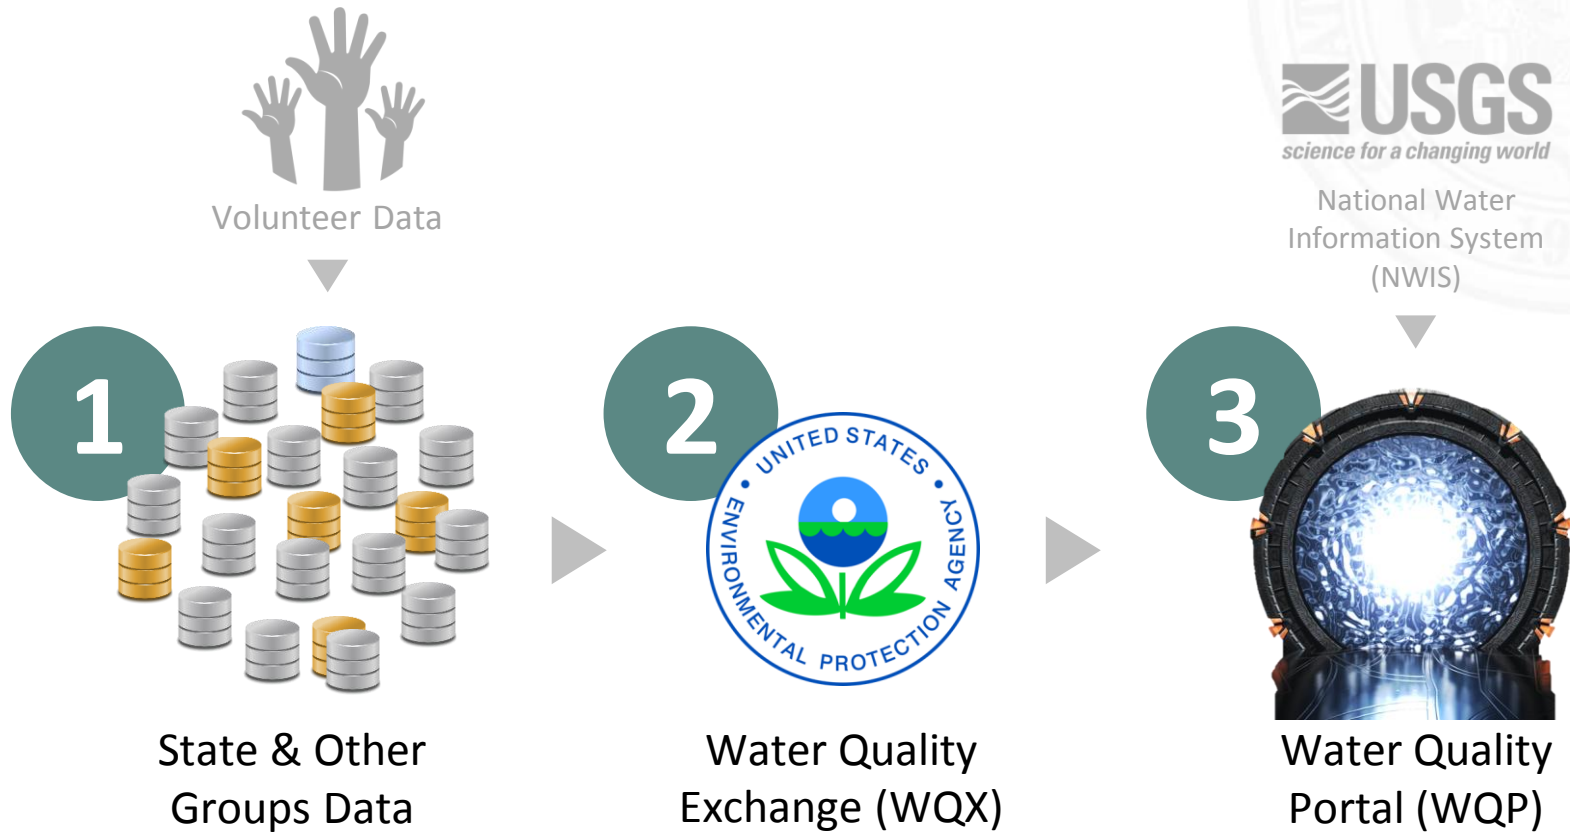 Volunteer Data
USGS
science for a changing world
National Water
Information System
(NWIS)
1
2
3
UNITED STATES
ENVIRONMENTAL PROTECTION AGENCY
State & Other
Groups Data
Water Quality
Exchange (WQX)
Water Quality
Portal (WQP)